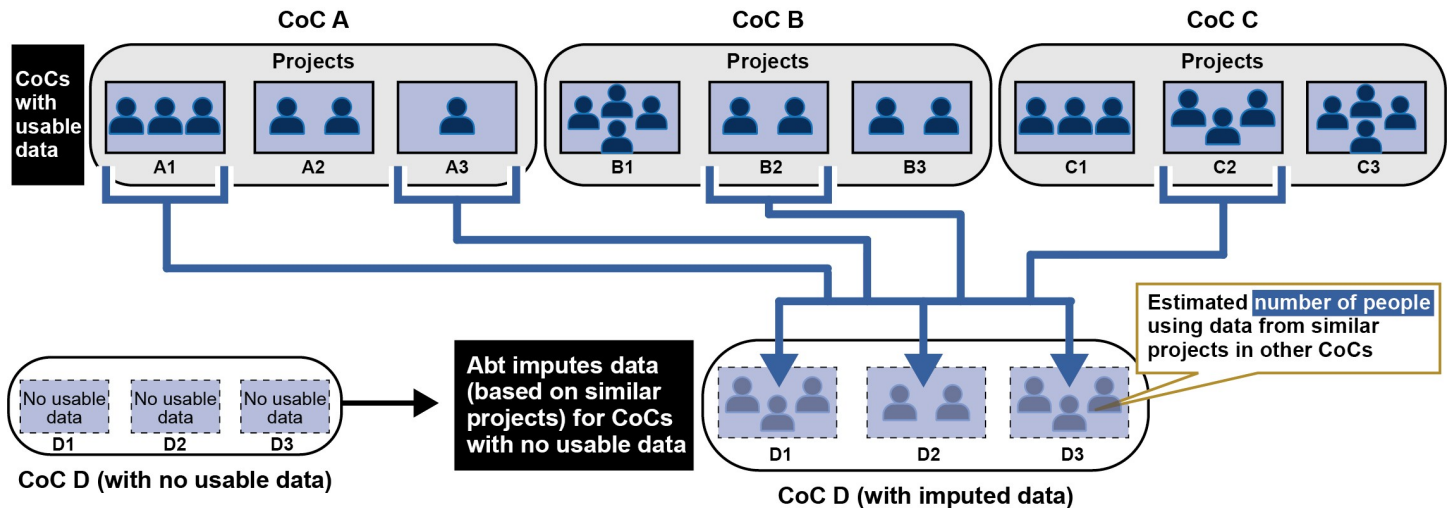 CoC A
CoC B
CoC C
CoCs
with
usable
data
Projects
Projects
Projects
A1
A2
A3
B1
B2
B3
C1
C2
C3
Estimated number of people
using data from similar
projects in other CoCs
No usable
data
No usable
data
No usable
data
D1
D2
D3
CoC D (with no usable data)
Abt imputes data
(based on similar
projects) for CoCs
with no usable data
D1
D2
D3
CoC D (with imputed data)